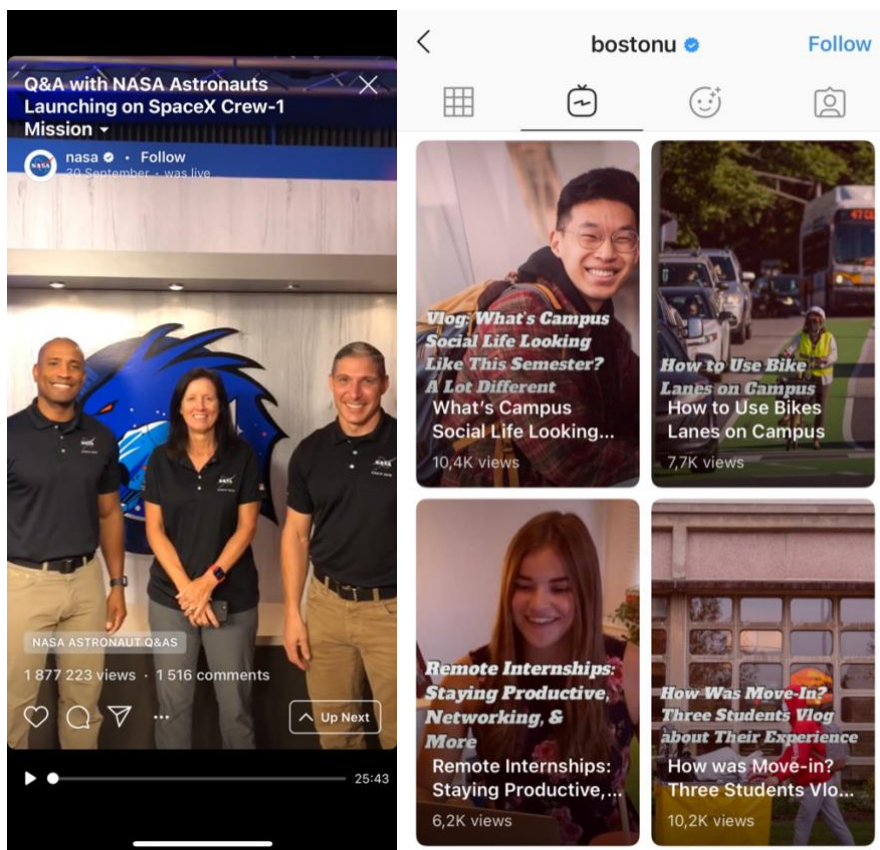 Q&A with NASA Astronauts
Launching on SpaceX Crew-1
Mission
nasa • Follow
30 September · was live
NASA
NASA
NASA
NASA
NASA ASTRONAUT Q&AS
1 877 223 views · 1 516 comments
Up Next
25:43
bostonu
Follow
Vlog: What's Campus
Social Life Looking
Like This Semester?
A Lot Different
What's Campus
Social Life Looking...
10,4K views
How to Use Bike
Lanes on Campus
How to Use Bikes
Lanes on Campus
7,7K views
Remote Internships:
Staying Productive,
Networking, &
More
Remote Internships:
Staying Productive,...
6,2K views
How Was Move-In?
Three Students Vlog
about Their Experience
How was Move-in?
Three Students Vlo...
10,2K views